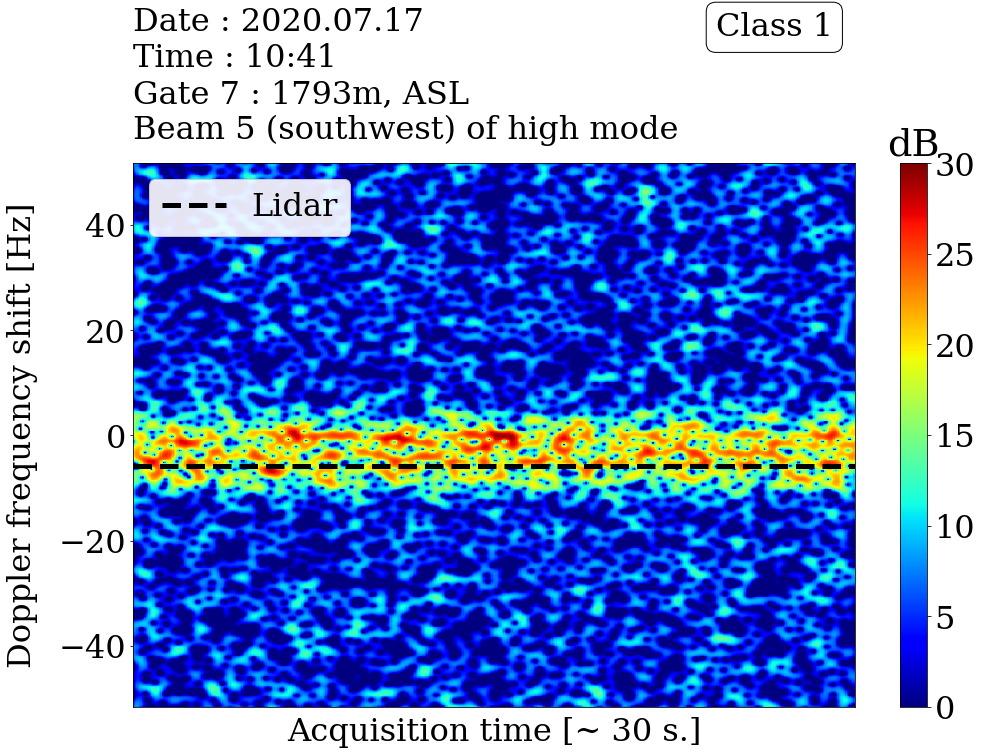 Date : 2020.07.17
Time : 10:41
Gate 7 : 1793m, ASL
Beam 5 (southwest) of high mode
Class 1
dB
Lidar
Doppler frequency shift [Hz]
40
20
0
−20
−40
30
25
20
15
10
5
0
Acquisition time [~ 30 s.]